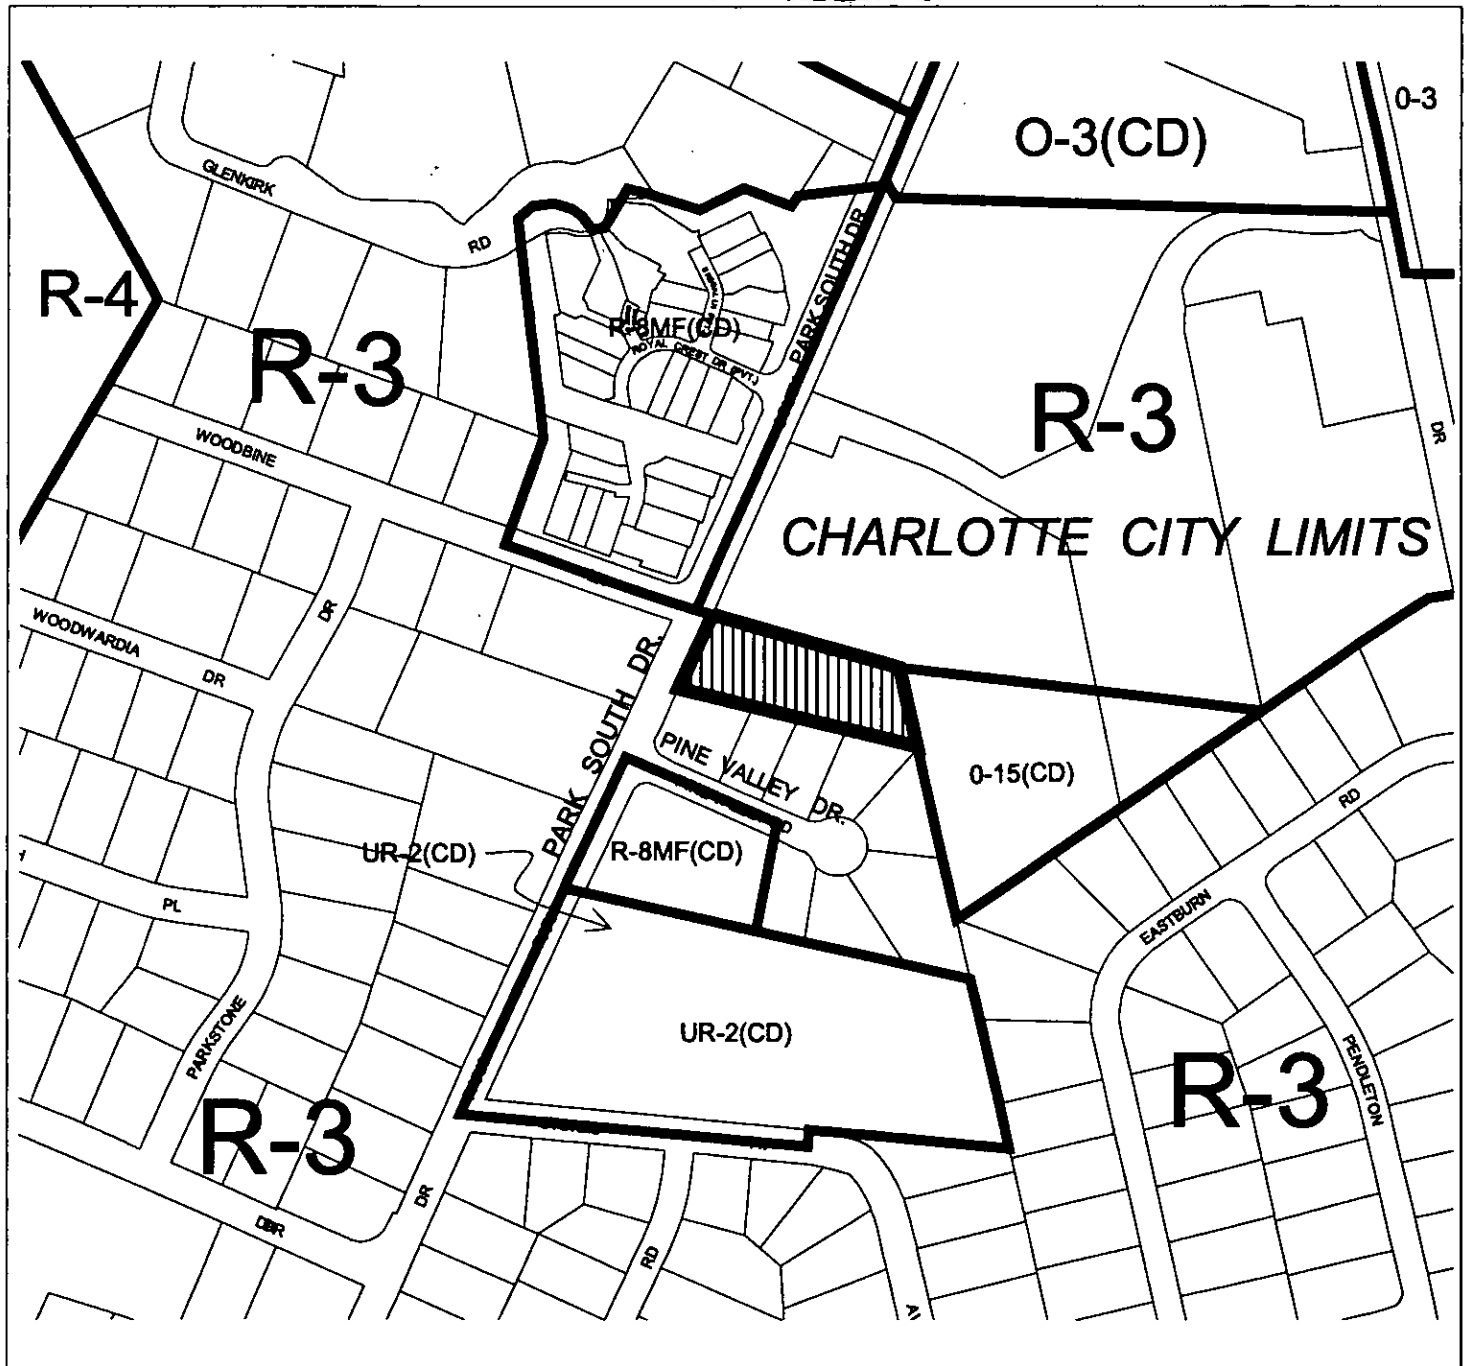 0-3
O-3(CD)
GLENKIRK
RD
R-4
R-3
R-8MF(CD)
ROYAL CREST DR (PVT.)
PARK SOUTH DR
R-3
DR
WOODBINE
CHARLOTTE CITY LIMITS
WOODWARDIA
DR
DR
PARK SOUTH DR.
PINE VALLEY DR.
0-15(CD)
RD
UR-2(CD)
R-8MF(CD)
PL
EASTBURN
PARKSTONE
UR-2(CD)
PENDLETON
R-3
R-3
DR
RD